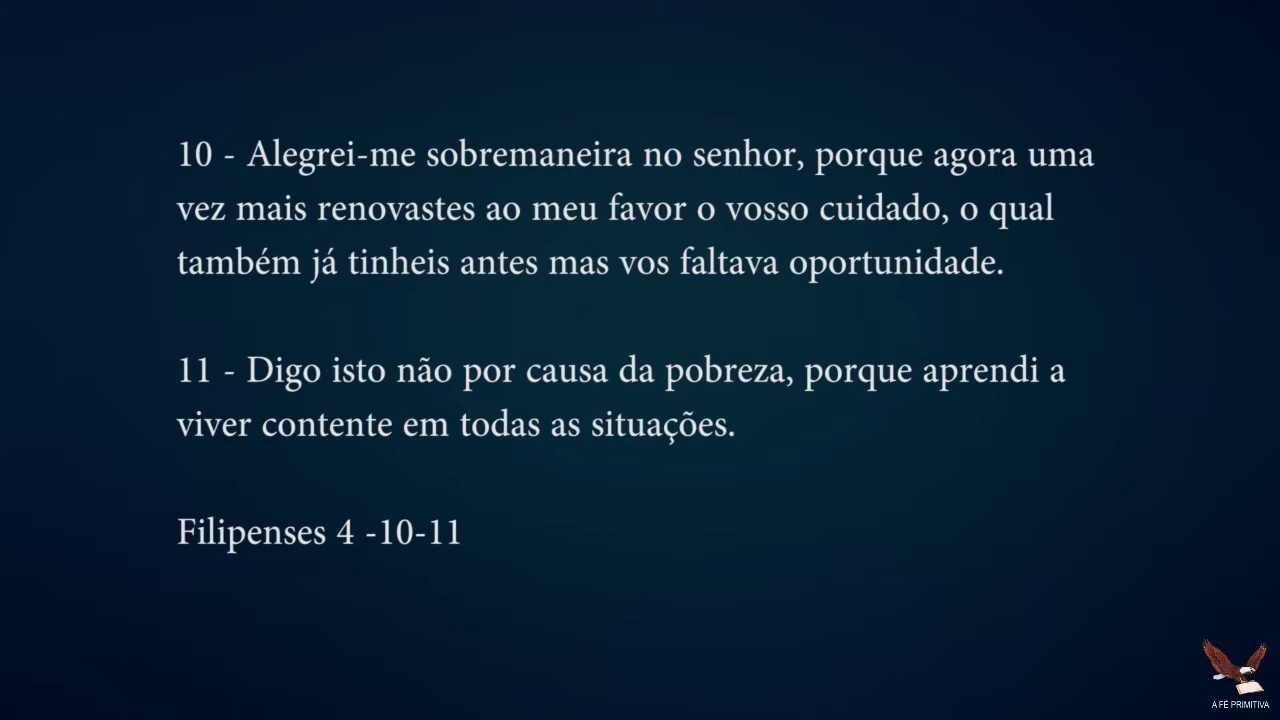 10 - Alegrei-me sobremaneira no senhor, porque agora uma
vez mais renovastes ao meu favor o vosso cuidado, o qual
também já tinheis antes mas vos faltava oportunidade.
11 - Digo isto não por causa da pobreza, porque aprendi a
viver contente em todas as situações.
Filipenses 4 -10-11
A FÉ PRIMITIVA